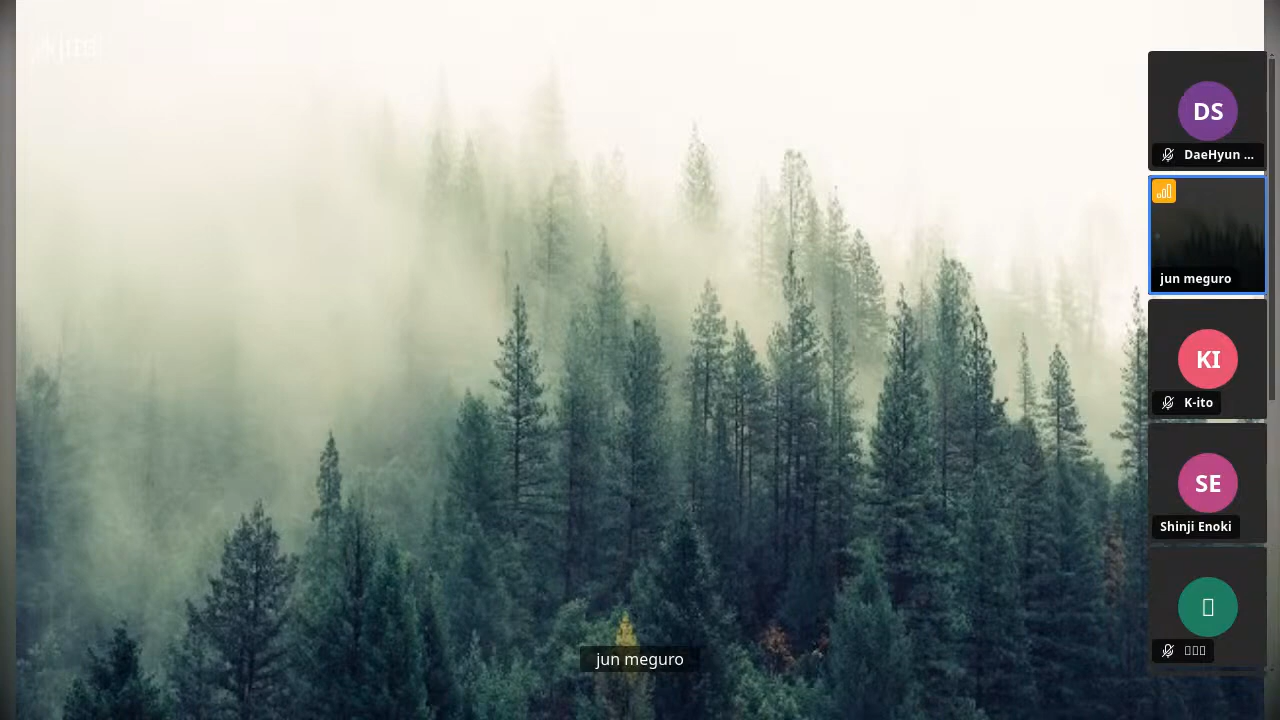 DS
DaeHyun ...
jun meguro
KI
K-ito
SE
Shinji Enoki
jun meguro